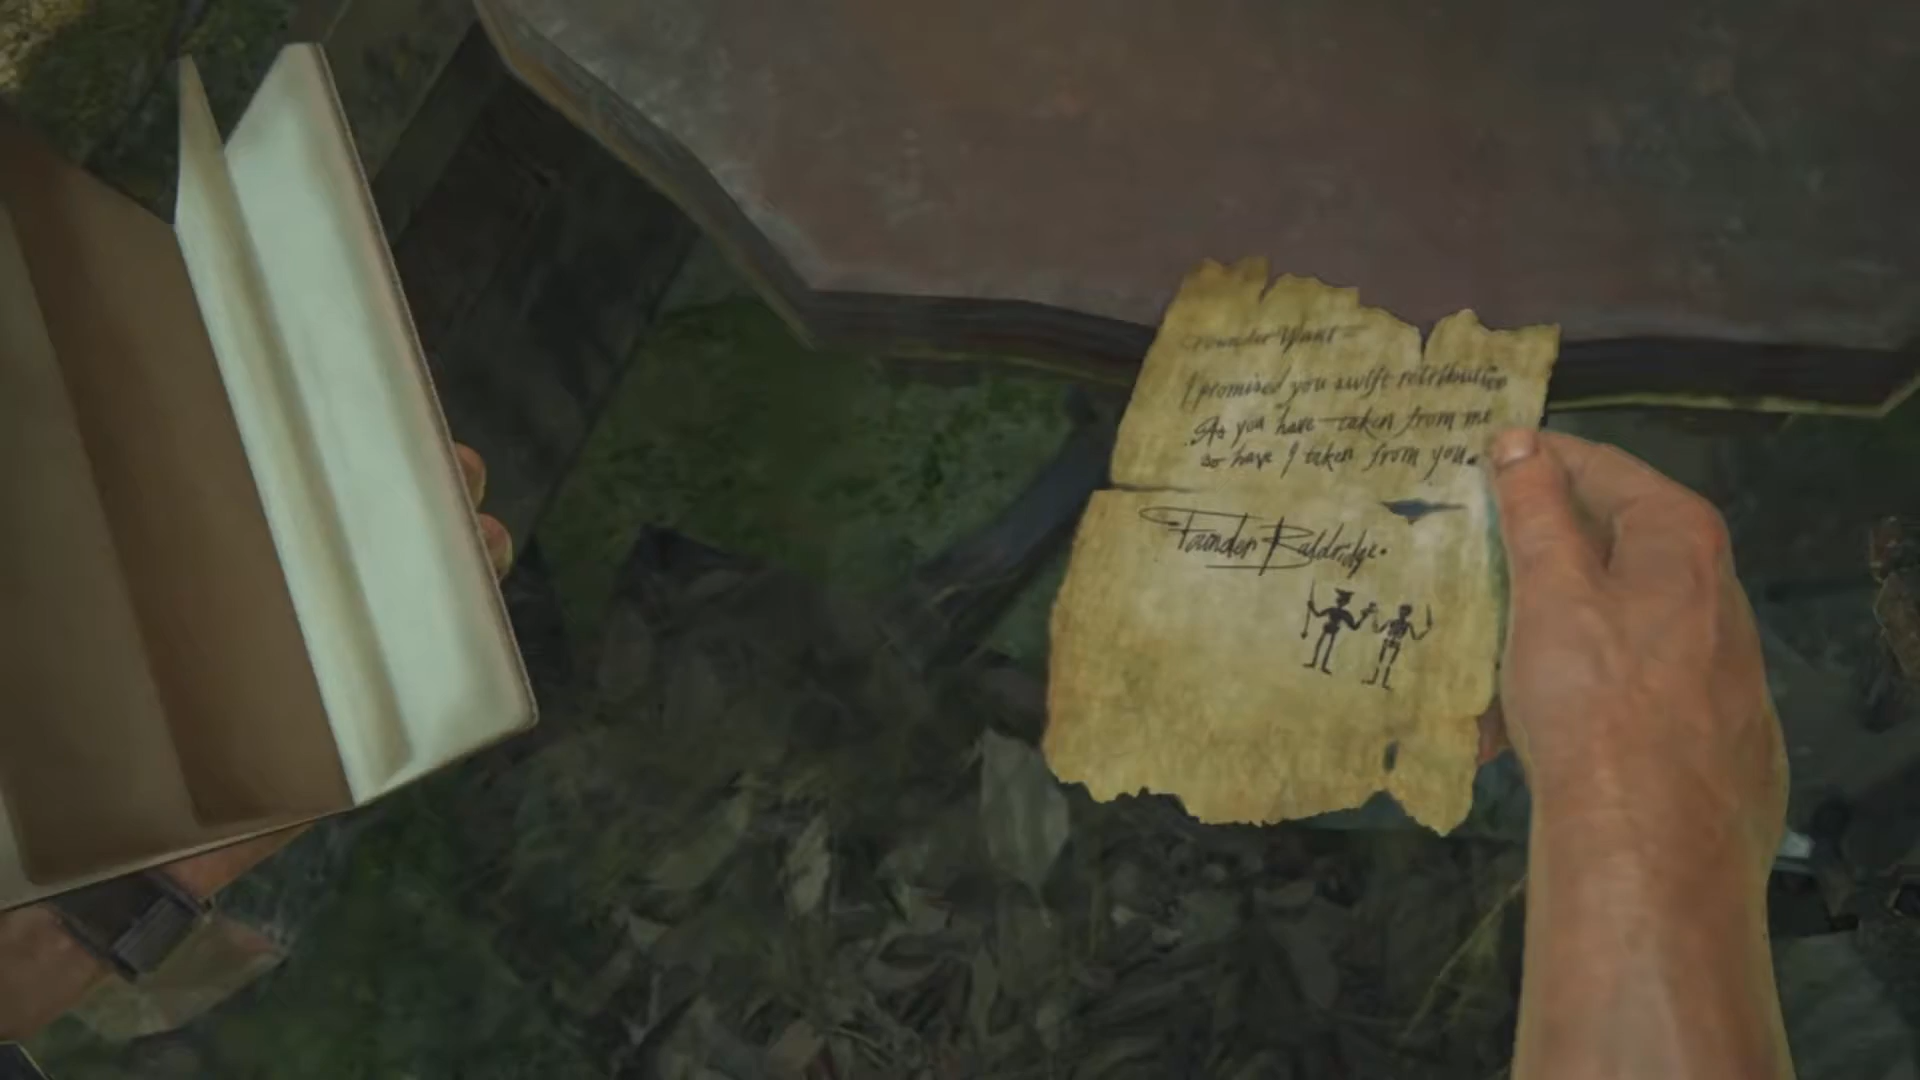 Founder Want—
I promised you swift retribution
As you have taken from me
so have I taken from you.
Founder Baldridge.